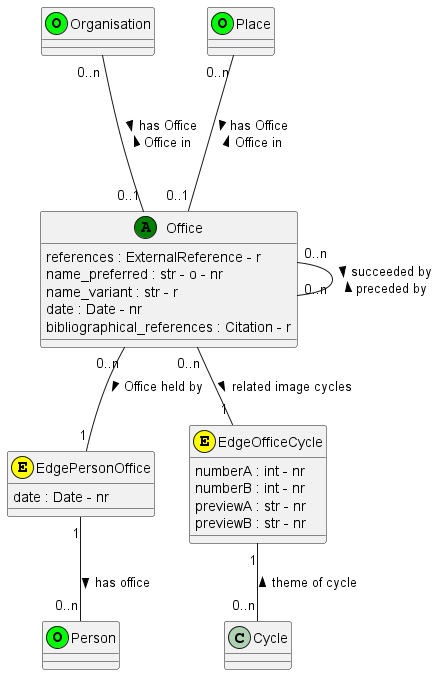 O Organisation
O Place
0..n
0..n
has Office
Office in
has Office
Office in
0..1
0..1
A Office
references : ExternalReference - r
name_preferred : str - o - nr
name_variant : str - r
date : Date - nr
bibliographical_references : Citation - r
0..n
succeeded by
preceded by
0..n
0..n
0..n
Office held by
related image cycles
1
1
E EdgePersonOffice
date : Date - nr
E EdgeOfficeCycle
numberA : int - nr
numberB : int - nr
previewA : str - nr
previewB : str - nr
1
1
has office
theme of cycle
0..n
0..n
O Person
C Cycle